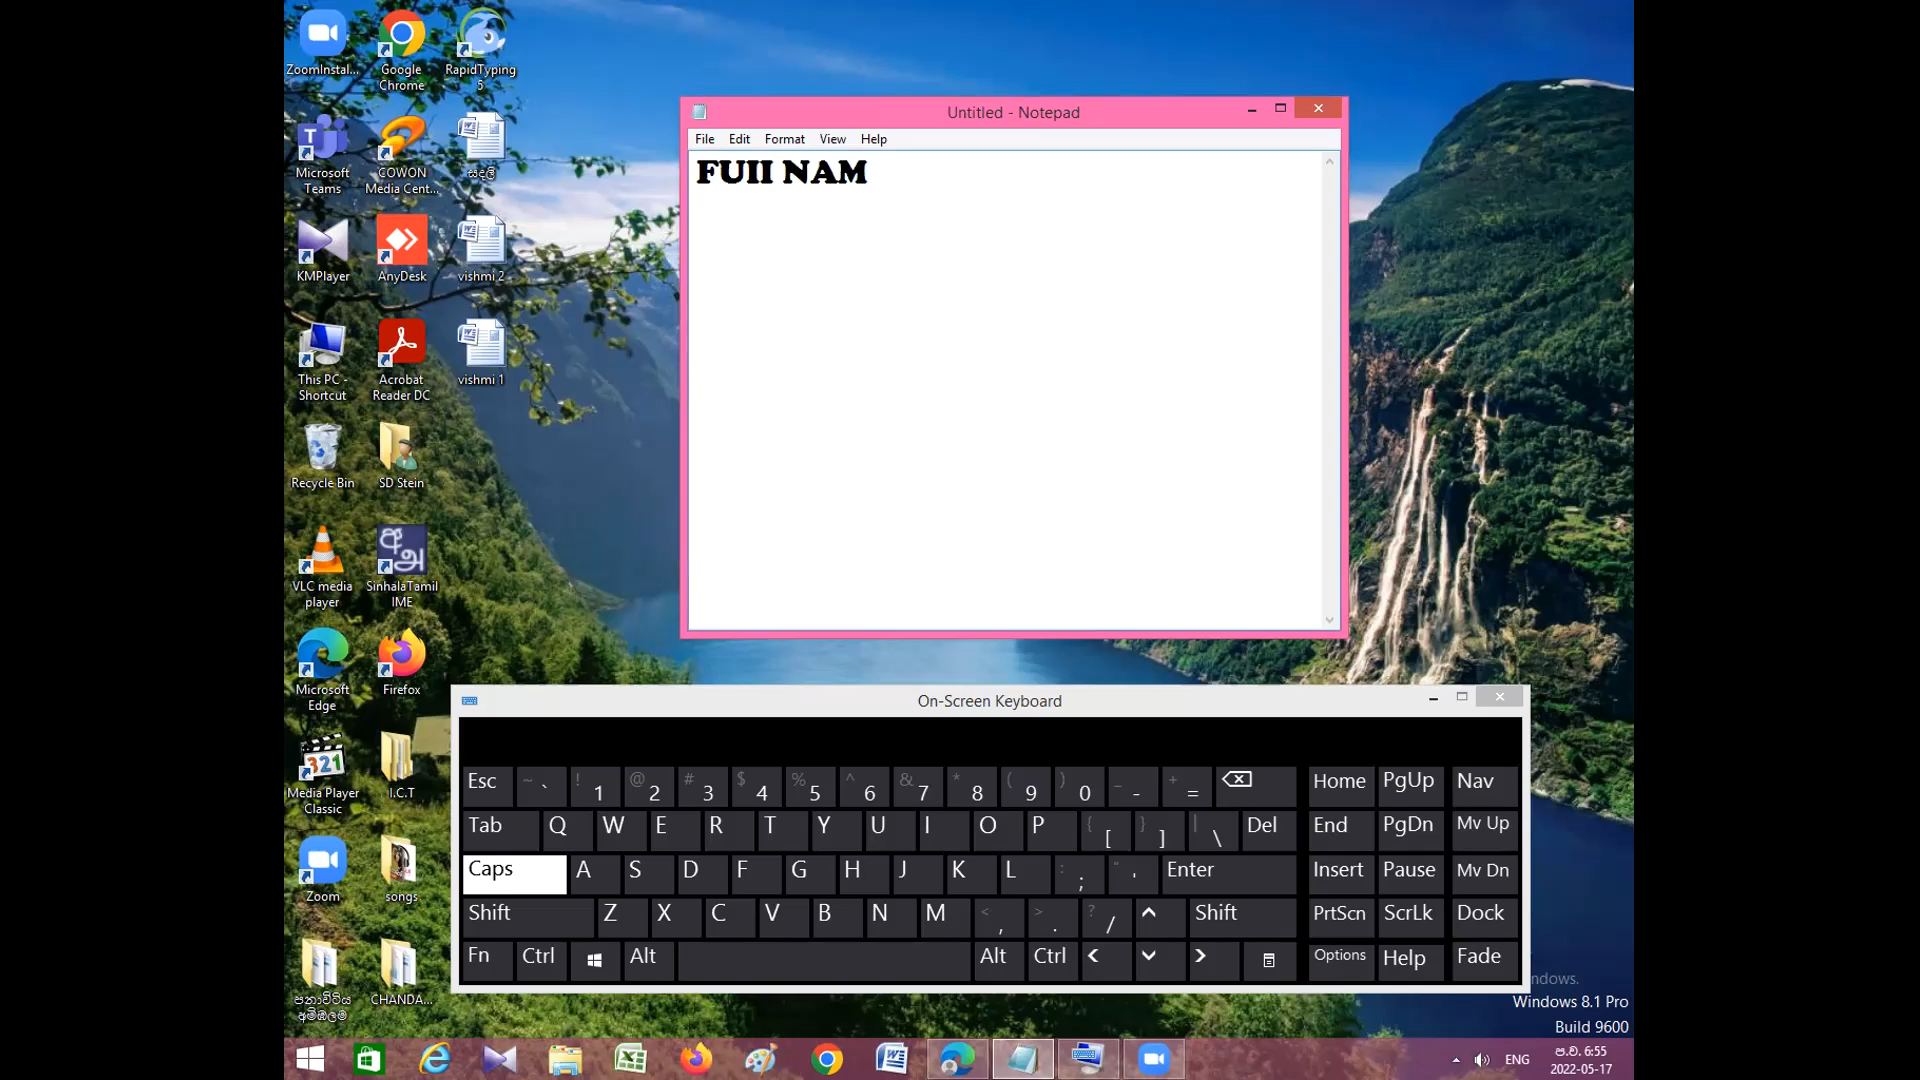 ZoomInstal...
Google
Chrome
RapidTyping
5
Microsoft
Teams
COWON
Media Cent...
සඳලි
KMPlayer
AnyDesk
vishmi 2
This PC -
Shortcut
Acrobat
Reader DC
vishmi 1
Recycle Bin
SD Stein
VLC media
player
SinhalaTamil
IME
Microsoft
Edge
Firefox
Media Player
Classic
I.C.T
Zoom
songs
CHANDA...
Untitled - Notepad
File Edit Format View Help
FUII NAM
On-Screen Keyboard
Esc ~ ` ! 1 @ 2 # 3 $ 4 % 5 ^ 6 & 7 * 8 ( 9 ) 0 _ - + = Home PgUp Nav
Tab Q W E R T Y U I O P { [ } ] | \ Del End PgDn Mv Up
Caps A S D F G H J K L : ; " ' Enter Insert Pause Mv Dn
Shift Z X C V B N M < , > . ? / Shift PrtScn ScrLk Dock
Fn Ctrl Alt Alt Ctrl Options Help Fade
ndows.
Windows 8.1 Pro
Build 9600
ENG
ප.ව. 6:55
2022-05-17